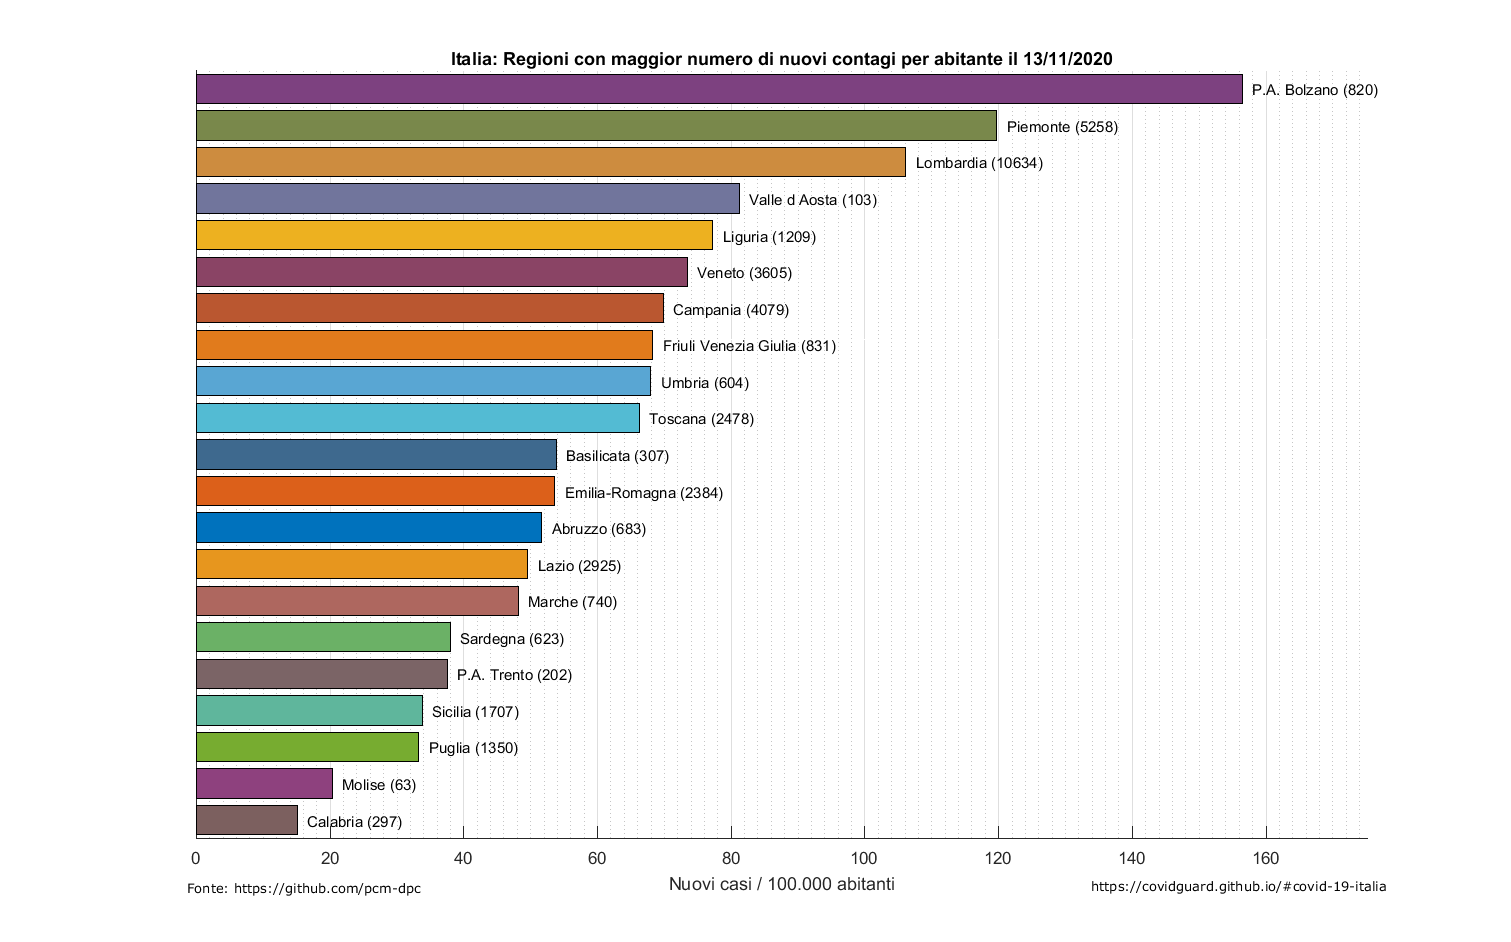 Italia: Regioni con maggior numero di nuovi contagi per abitante il 13/11/2020
P.A. Bolzano (820)
Piemonte (5258)
Lombardia (10634)
Valle d Aosta (103)
Liguria (1209)
Veneto (3605)
Campania (4079)
Friuli Venezia Giulia (831)
Umbria (604)
Toscana (2478)
Basilicata (307)
Emilia-Romagna (2384)
Abruzzo (683)
Lazio (2925)
Marche (740)
Sardegna (623)
P.A. Trento (202)
Sicilia (1707)
Puglia (1350)
Molise (63)
Calabria (297)
0 20 40 60 80 100 120 140 160
Nuovi casi / 100.000 abitanti
Fonte: https://github.com/pcm-dpc
https://covidguard.github.io/#covid-19-italia